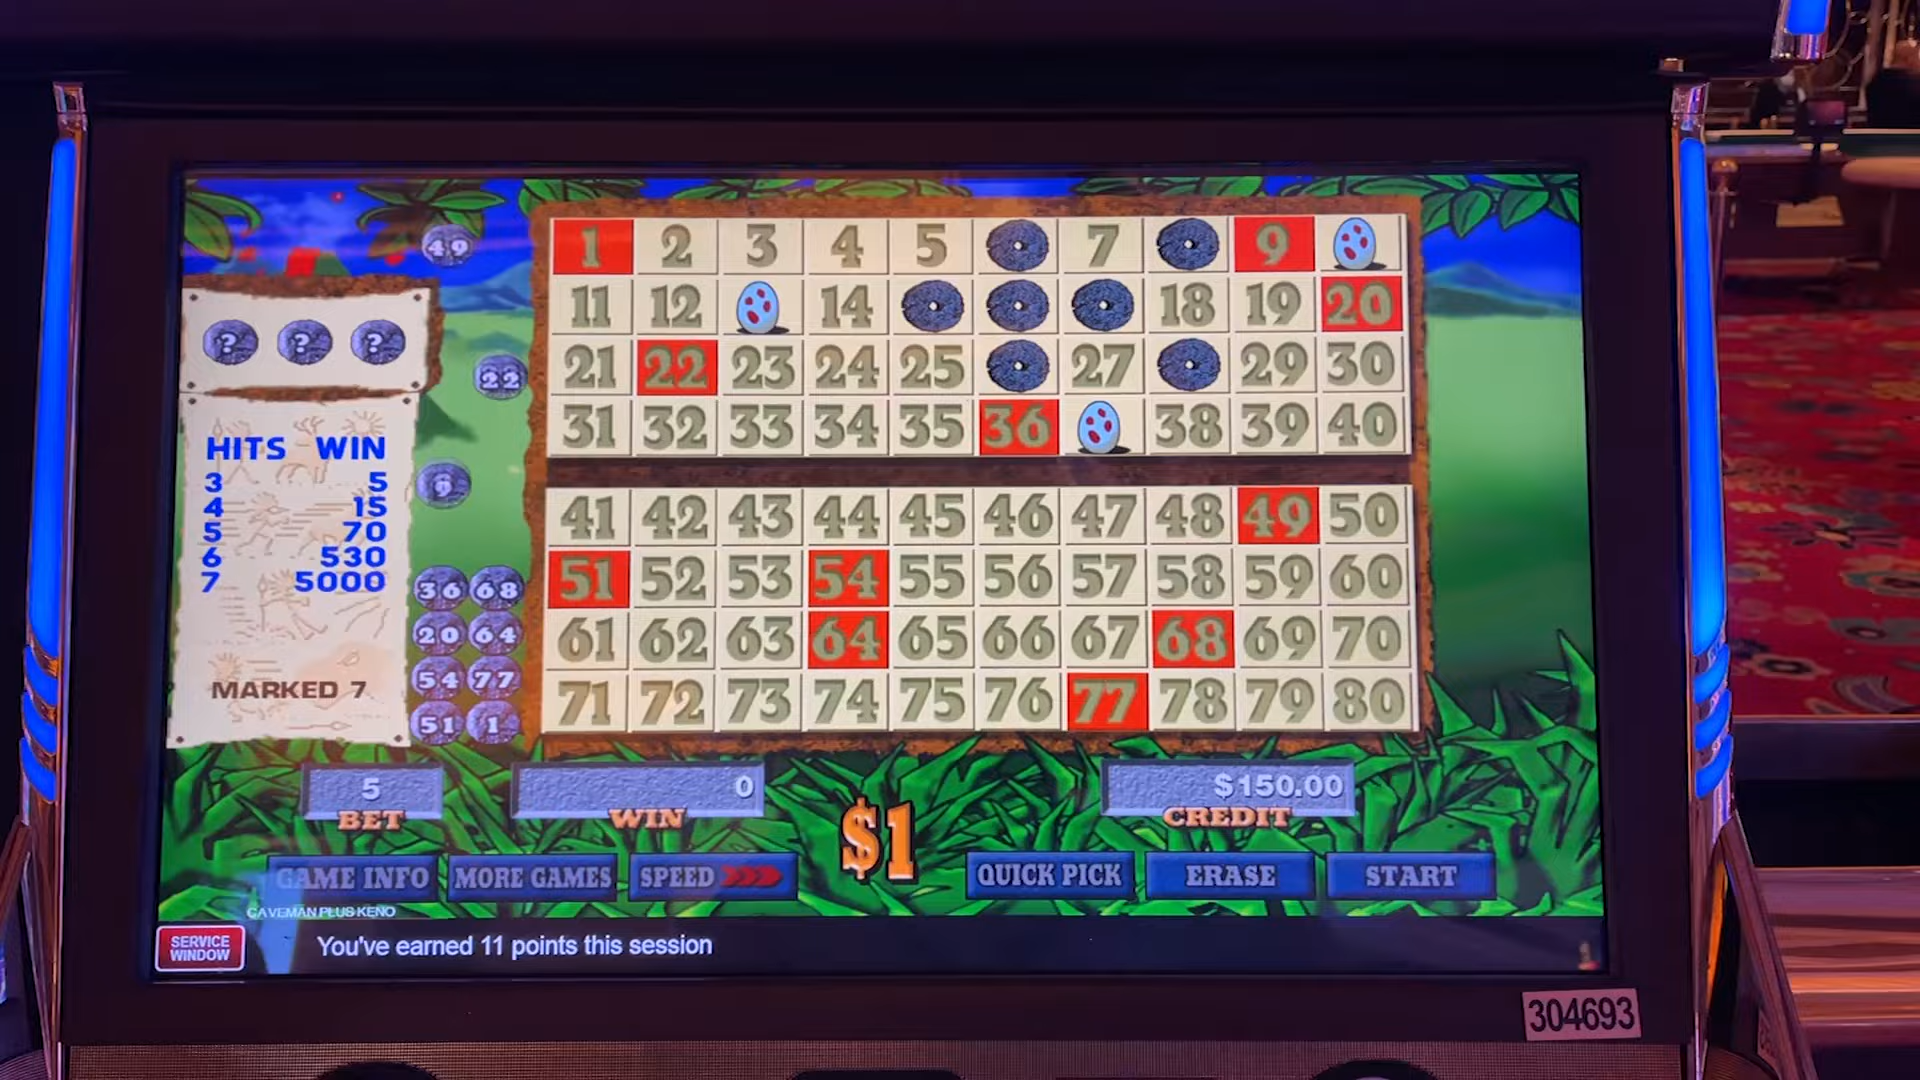 49
? ? ?
22
HITS WIN
3 5
4 15
5 70
6 530
7 5000
9
36 68
20 64
54 77
51 1
MARKED 7
1 2 3 4 5 7 9
11 12 14 18 19 20
21 22 23 24 25 27 29 30
31 32 33 34 35 36 38 39 40
41 42 43 44 45 46 47 48 49 50
51 52 53 54 55 56 57 58 59 60
61 62 63 64 65 66 67 68 69 70
71 72 73 74 75 76 77 78 79 80
5 0 $150.00
BET WIN $1 CREDIT
GAME INFO MORE GAMES SPEED >>> QUICK PICK ERASE START
CAVEMAN PLUS KENO
SERVICE
WINDOW
You've earned 11 points this session
304693